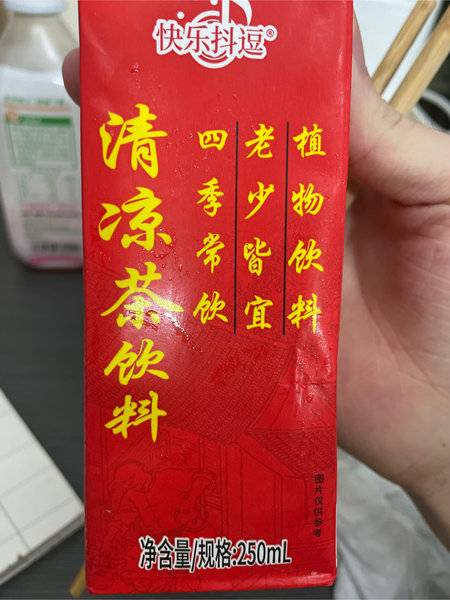 快乐抖逗®
清凉茶饮料
植物饮料
老少皆宜
四季常饮
图片仅供参考
净含量/规格:250mL